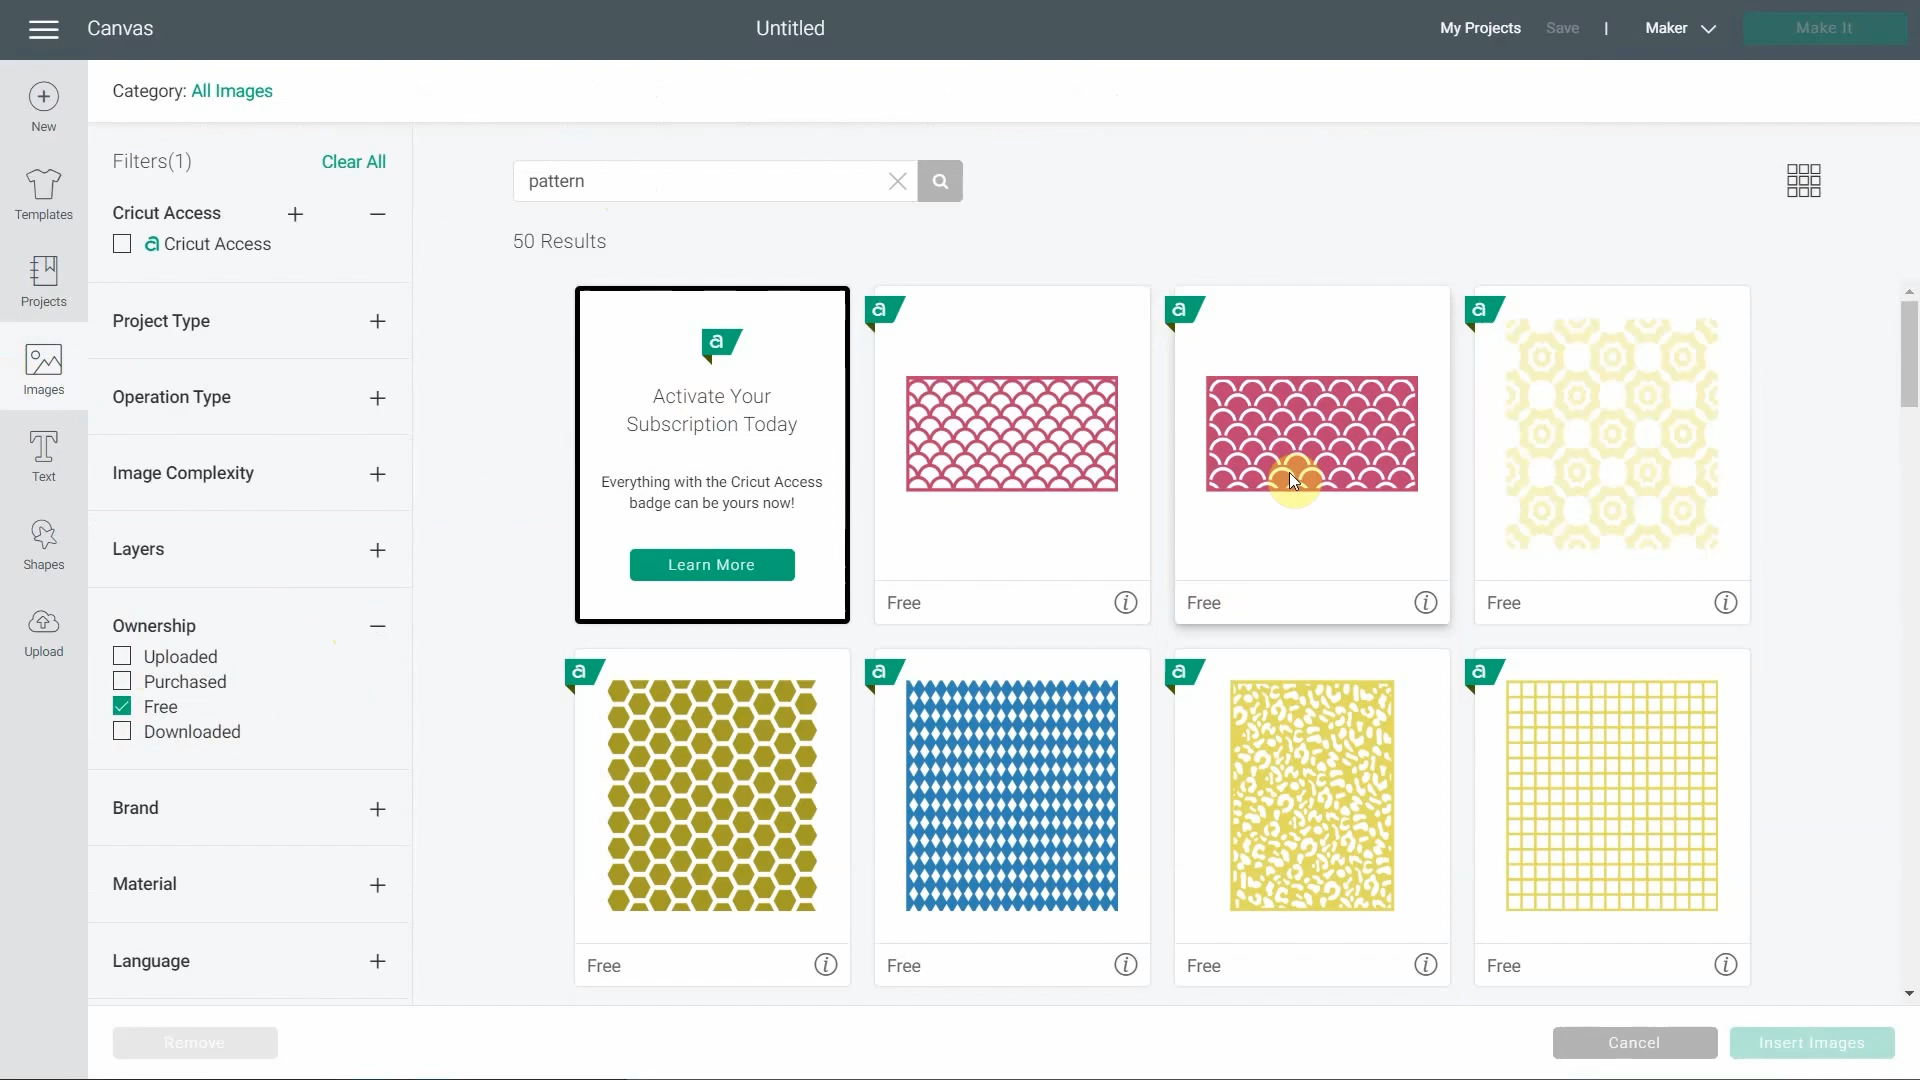 Canvas
Untitled
My Projects Save | Maker Make It
New
Templates
Projects
Images
Text
Shapes
Upload
Category: All Images
Filters(1) Clear All
Cricut Access
a Cricut Access
Project Type
Operation Type
Image Complexity
Layers
Ownership
Uploaded
Purchased
Free
Downloaded
Brand
Material
Language
pattern
50 Results
a
Activate Your
Subscription Today
Everything with the Cricut Access
badge can be yours now!
Learn More
a
Free
a
Free
a
Free
a
Free
a
Free
a
Free
a
Free
Remove
Cancel
Insert Images